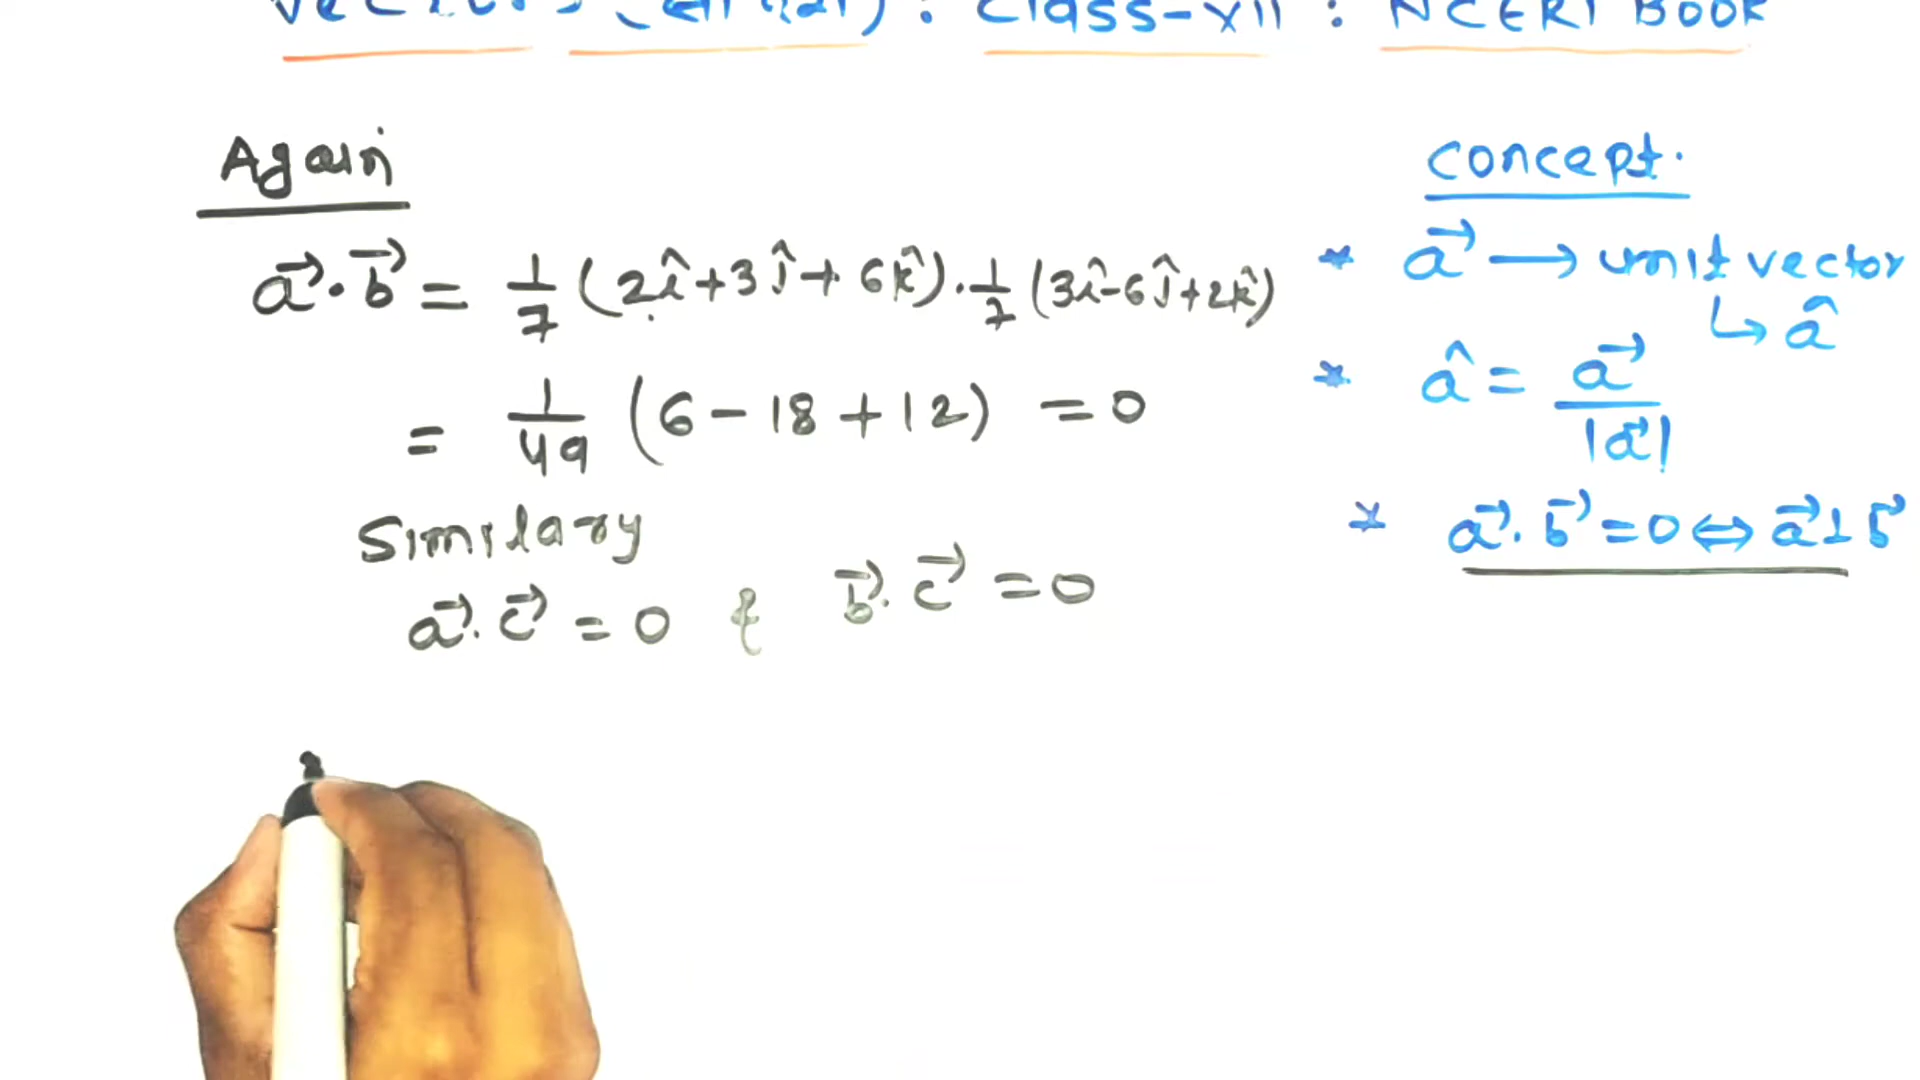 : Class-XII : NCERT BOOK
Again
a⃗.b⃗ = 1/7 (2î+3ĵ+6k̂).1/7 (3î-6ĵ+2k̂)
= 1/49 (6-18+12) =0
Similary
a⃗.c⃗ =0 & b⃗.c⃗ =0
Concept.
* a⃗ → unit vector
↳ â
* â = a⃗/|a⃗|
* a⃗.b⃗=0⇔a⃗⊥b⃗